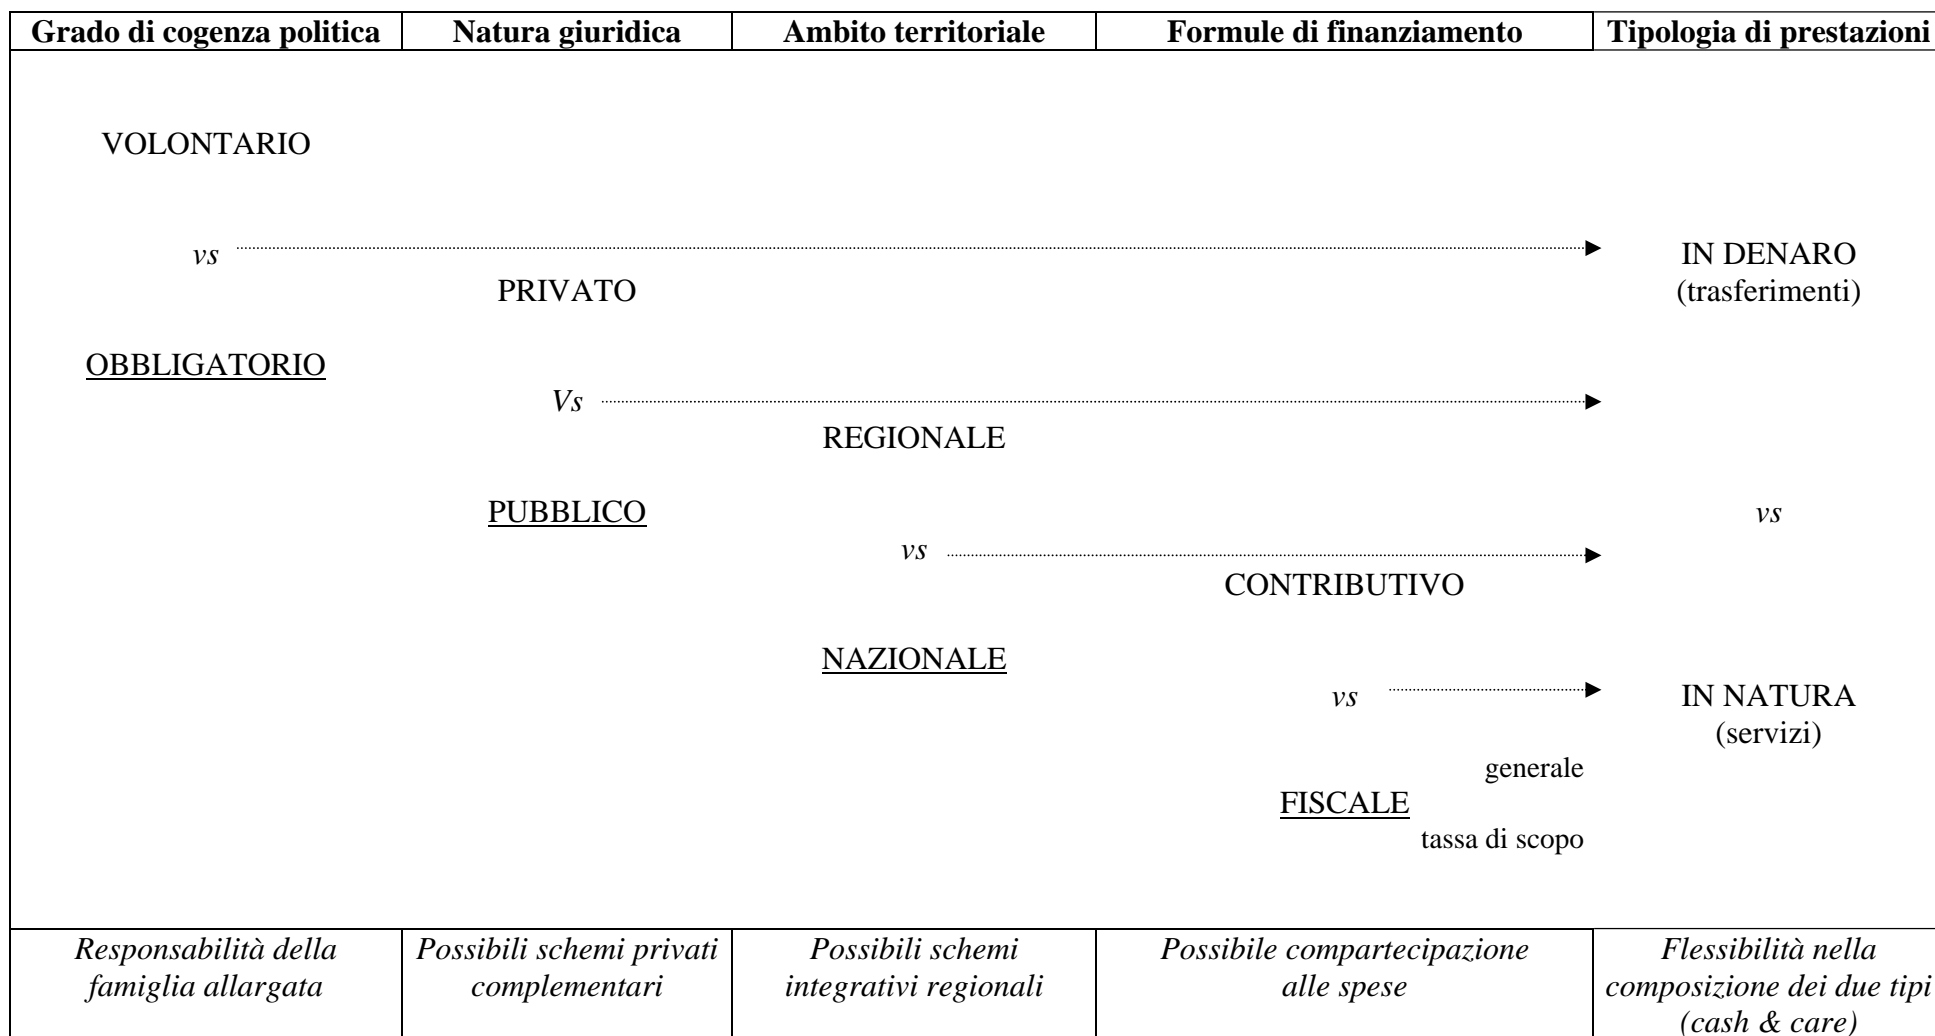 Grado di cogenza politica
Natura giuridica
Ambito territoriale
Formule di finanziamento
Tipologia di prestazioni
VOLONTARIO
vs
IN DENARO
PRIVATO
(trasferimenti)
OBBLIGATORIO
Vs
REGIONALE
PUBBLICO
vs
vs
CONTRIBUTIVO
NAZIONALE
vs
IN NATURA
(servizi)
generale
FISCALE
tassa di scopo
Responsabilità della
famiglia allargata
Possibili schemi privati
complementari
Possibili schemi
integrativi regionali
Possibile compartecipazione
alle spese
Flessibilità nella
composizione dei due tipi
(cash & care)